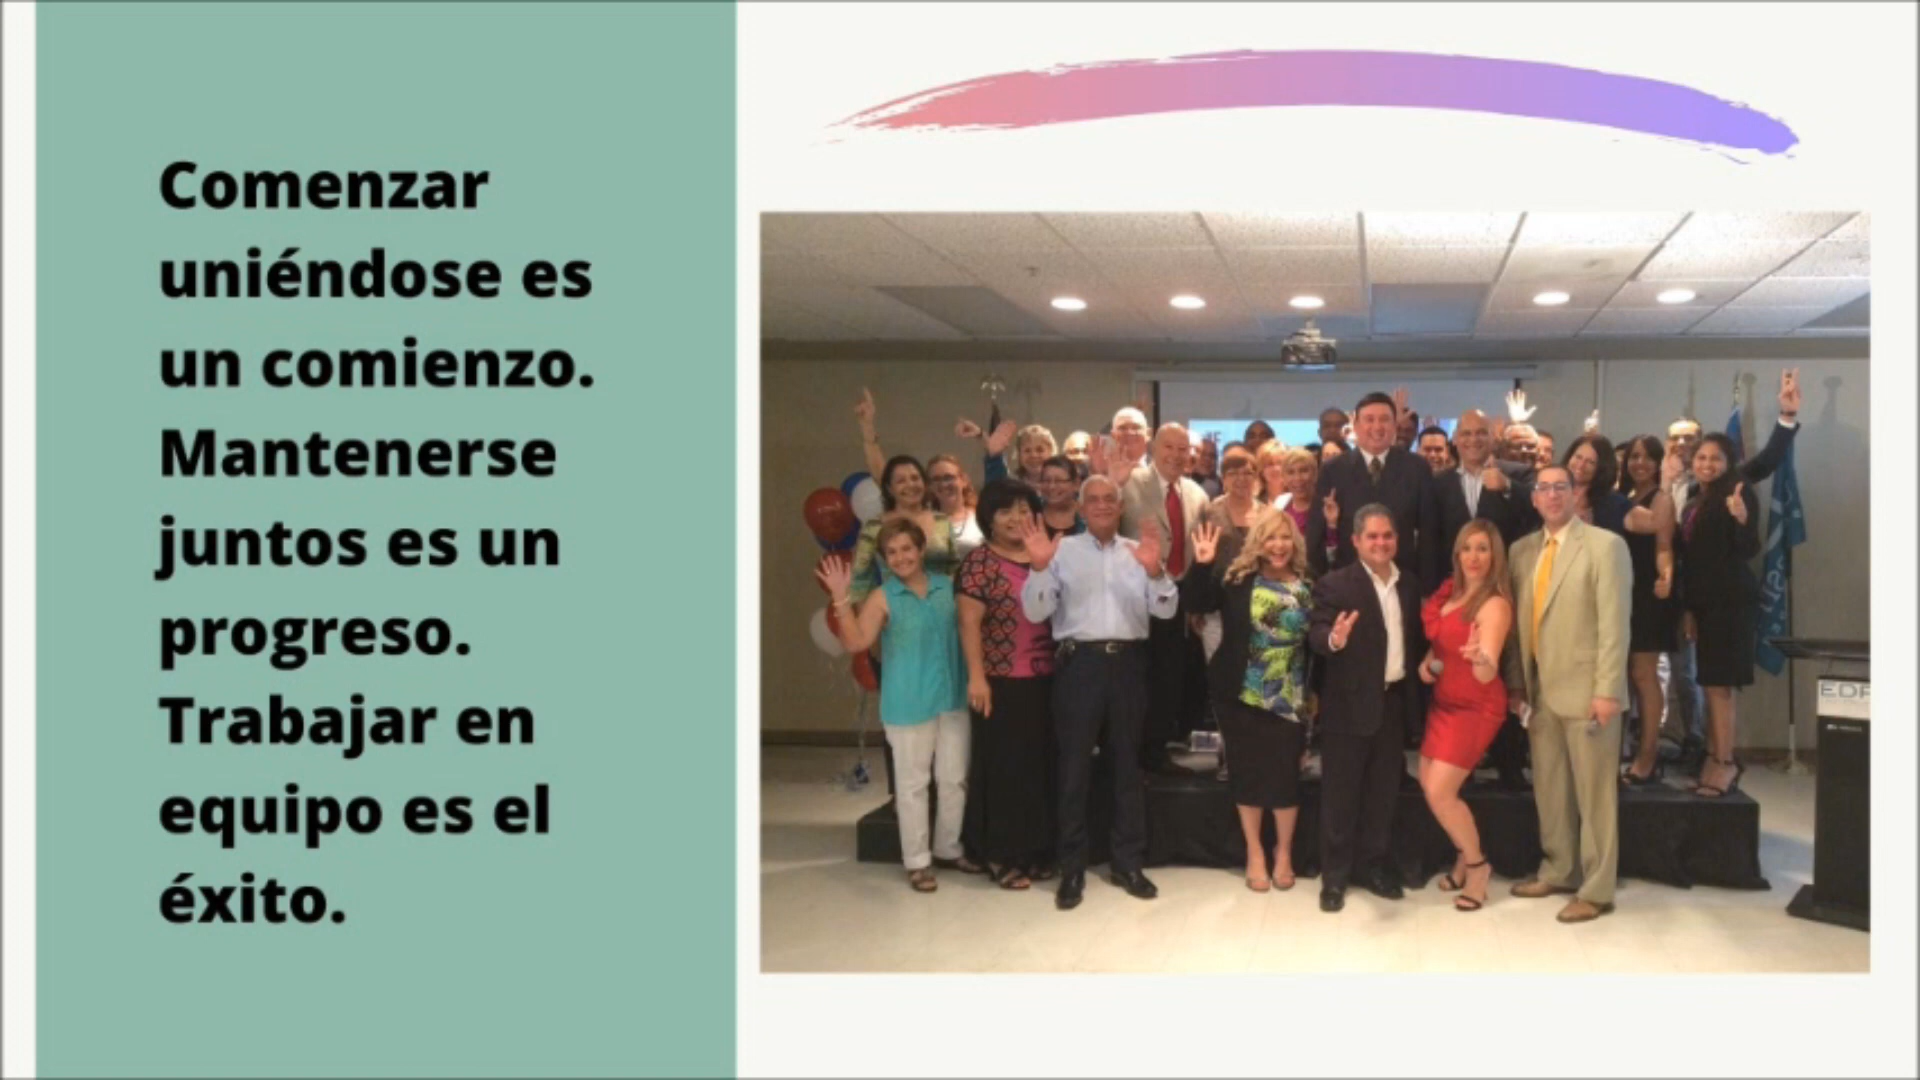 Comenzar
uniéndose es
un comienzo.
Mantenerse
juntos es un
progreso.
Trabajar en
equipo es el
éxito.